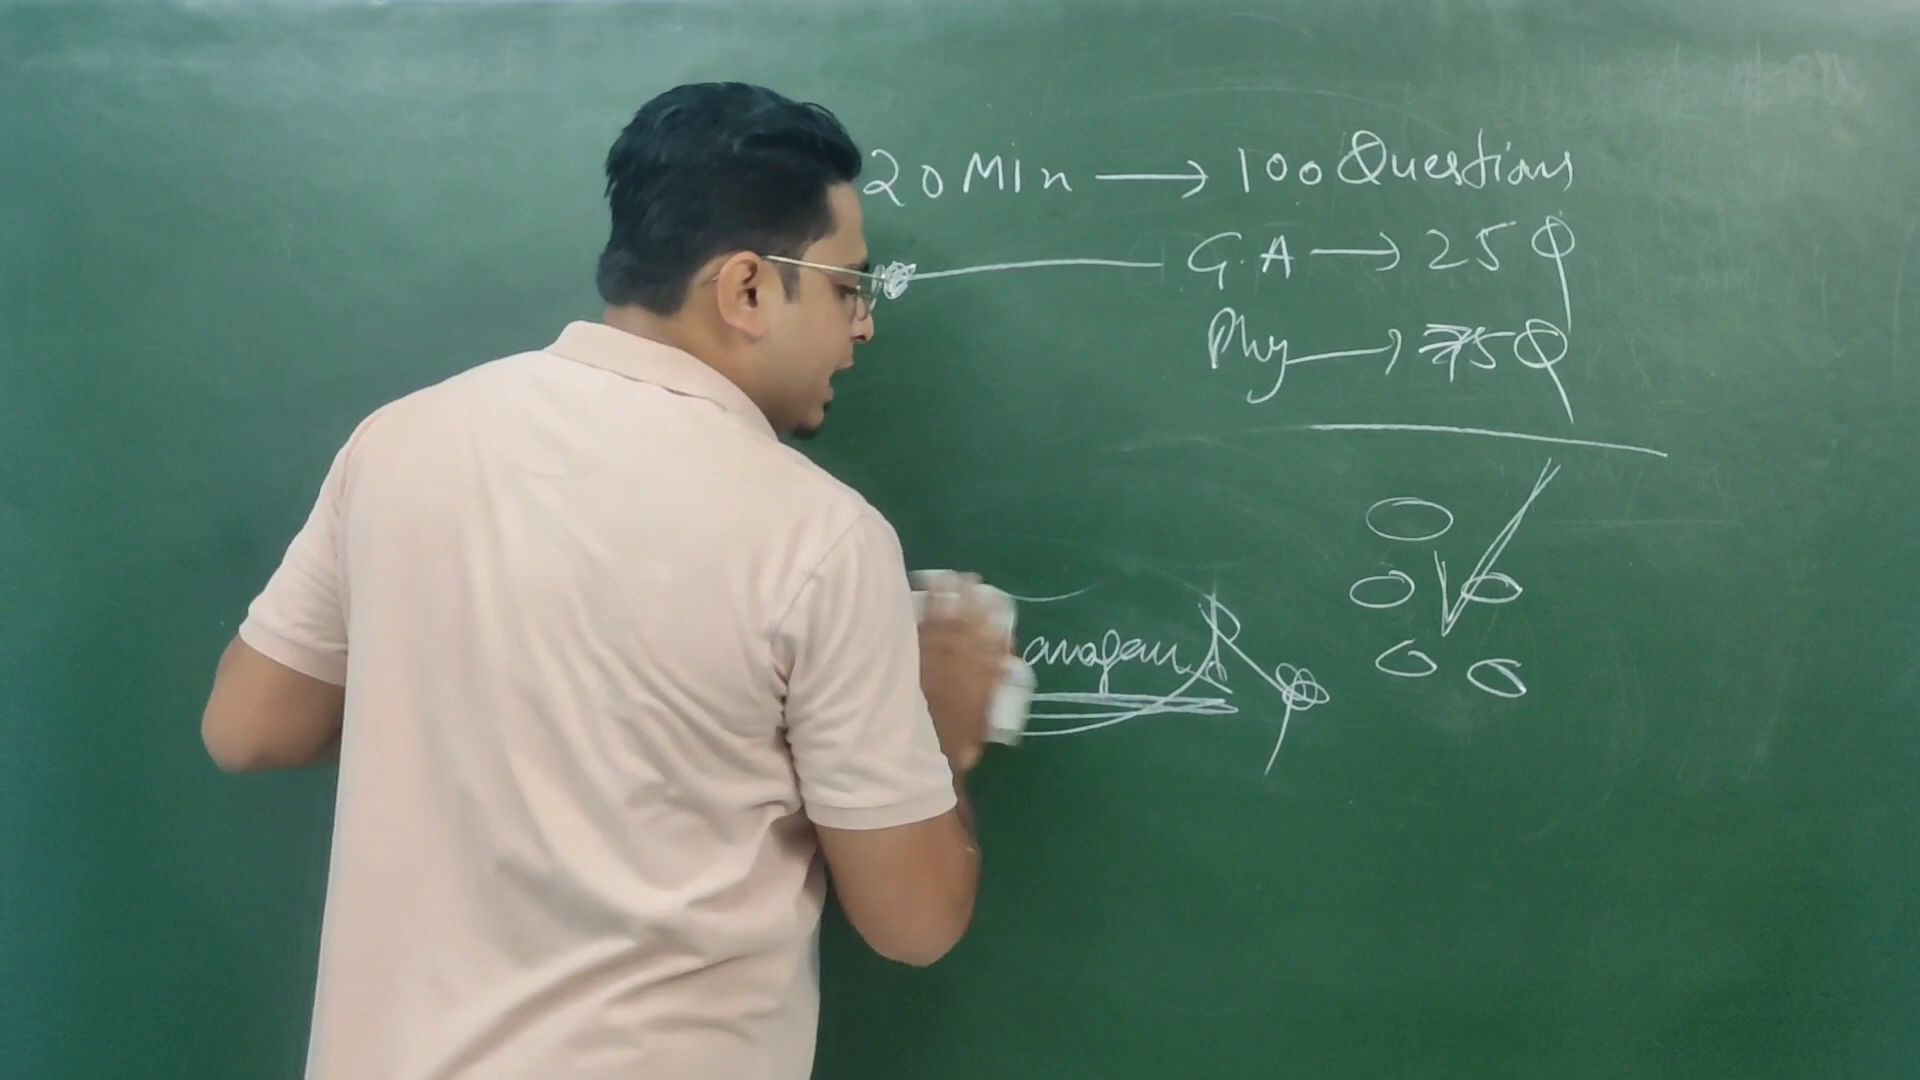 20 Min → 100 Questions
G.A → 25 Q
Phy → 75 Q